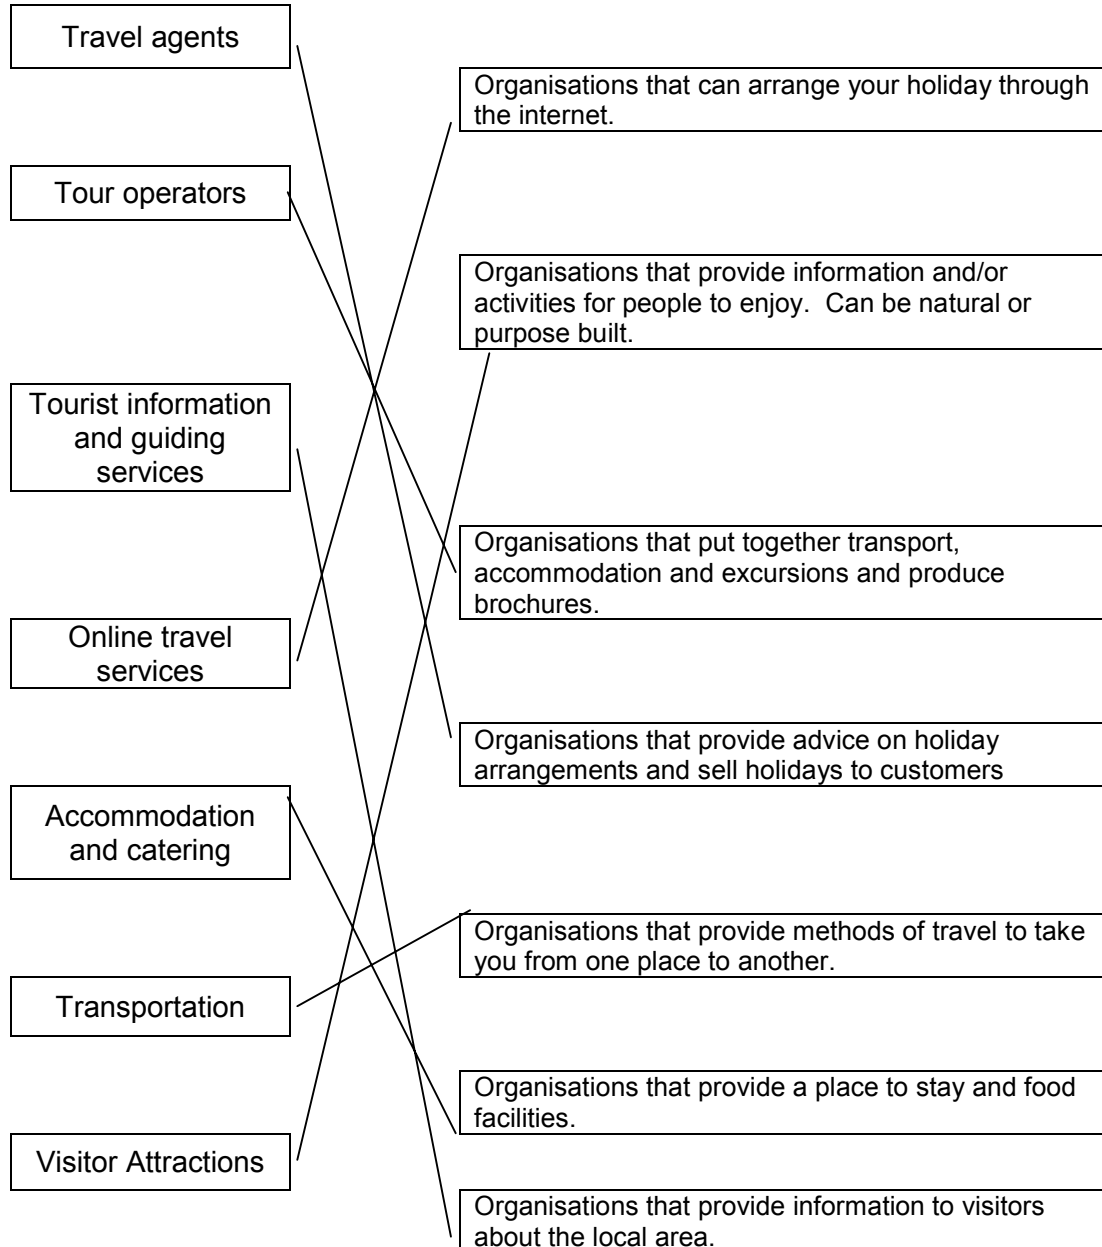 Travel agents
Organisations that can arrange your holiday through
the internet.
Tour operators
Organisations that provide information and/or
activities for people to enjoy.  Can be natural or
purpose built.
Tourist information
and guiding
services
Organisations that put together transport,
accommodation and excursions and produce
brochures.
Online travel
services
Organisations that provide advice on holiday
arrangements and sell holidays to customers
Accommodation
and catering
Organisations that provide methods of travel to take
you from one place to another.
Transportation
Organisations that provide a place to stay and food
facilities.
Visitor Attractions
Organisations that provide information to visitors
about the local area.